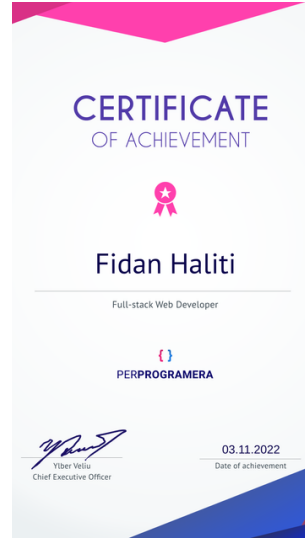 CERTIFICATE
OF ACHIEVEMENT
Fidan Haliti
Full-stack Web Developer
{ }
PERPROGRAMERA
03.11.2022
Ylber Veliu
Date of achievement
Chief Executive Officer